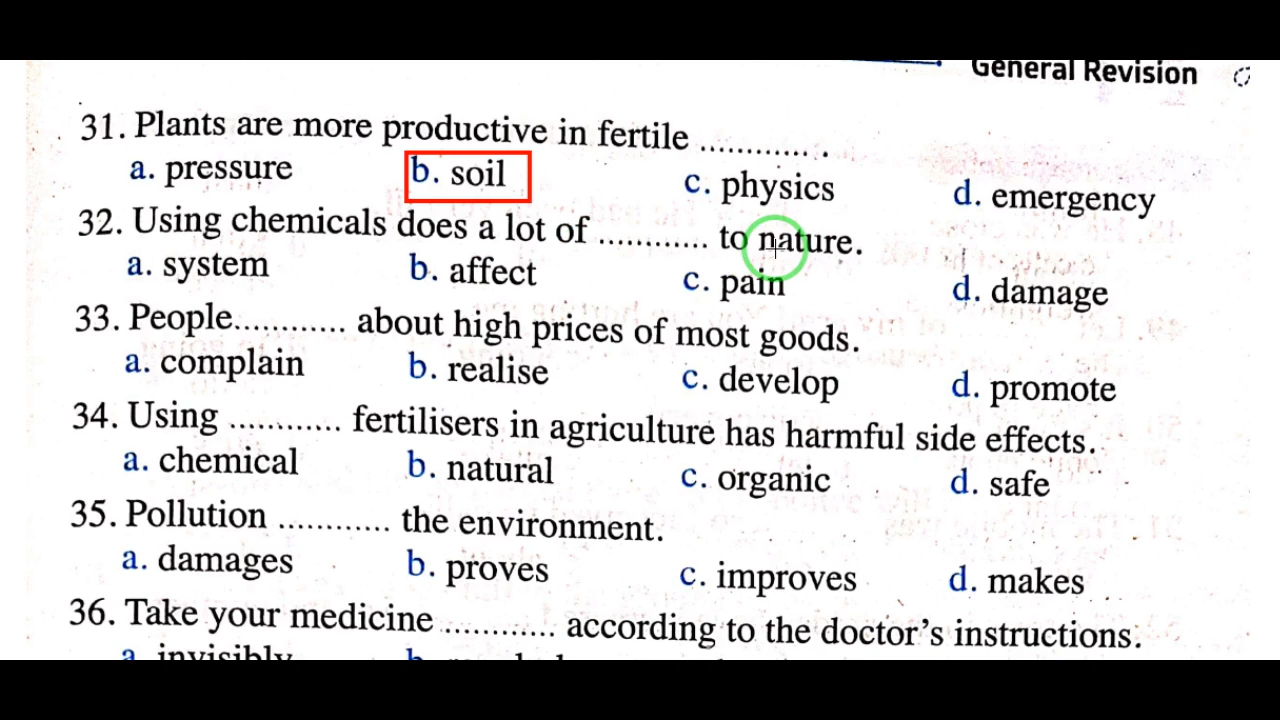 General Revision
31. Plants are more productive in fertile ............. .
a. pressure b. soil c. physics d. emergency
32. Using chemicals does a lot of ............ to nature.
a. system b. affect c. pain d. damage
33. People............ about high prices of most goods.
a. complain b. realise c. develop d. promote
34. Using ............ fertilisers in agriculture has harmful side effects.
a. chemical b. natural c. organic d. safe
35. Pollution ............ the environment.
a. damages b. proves c. improves d. makes
36. Take your medicine ............ according to the doctor's instructions.
a. invisibly b.